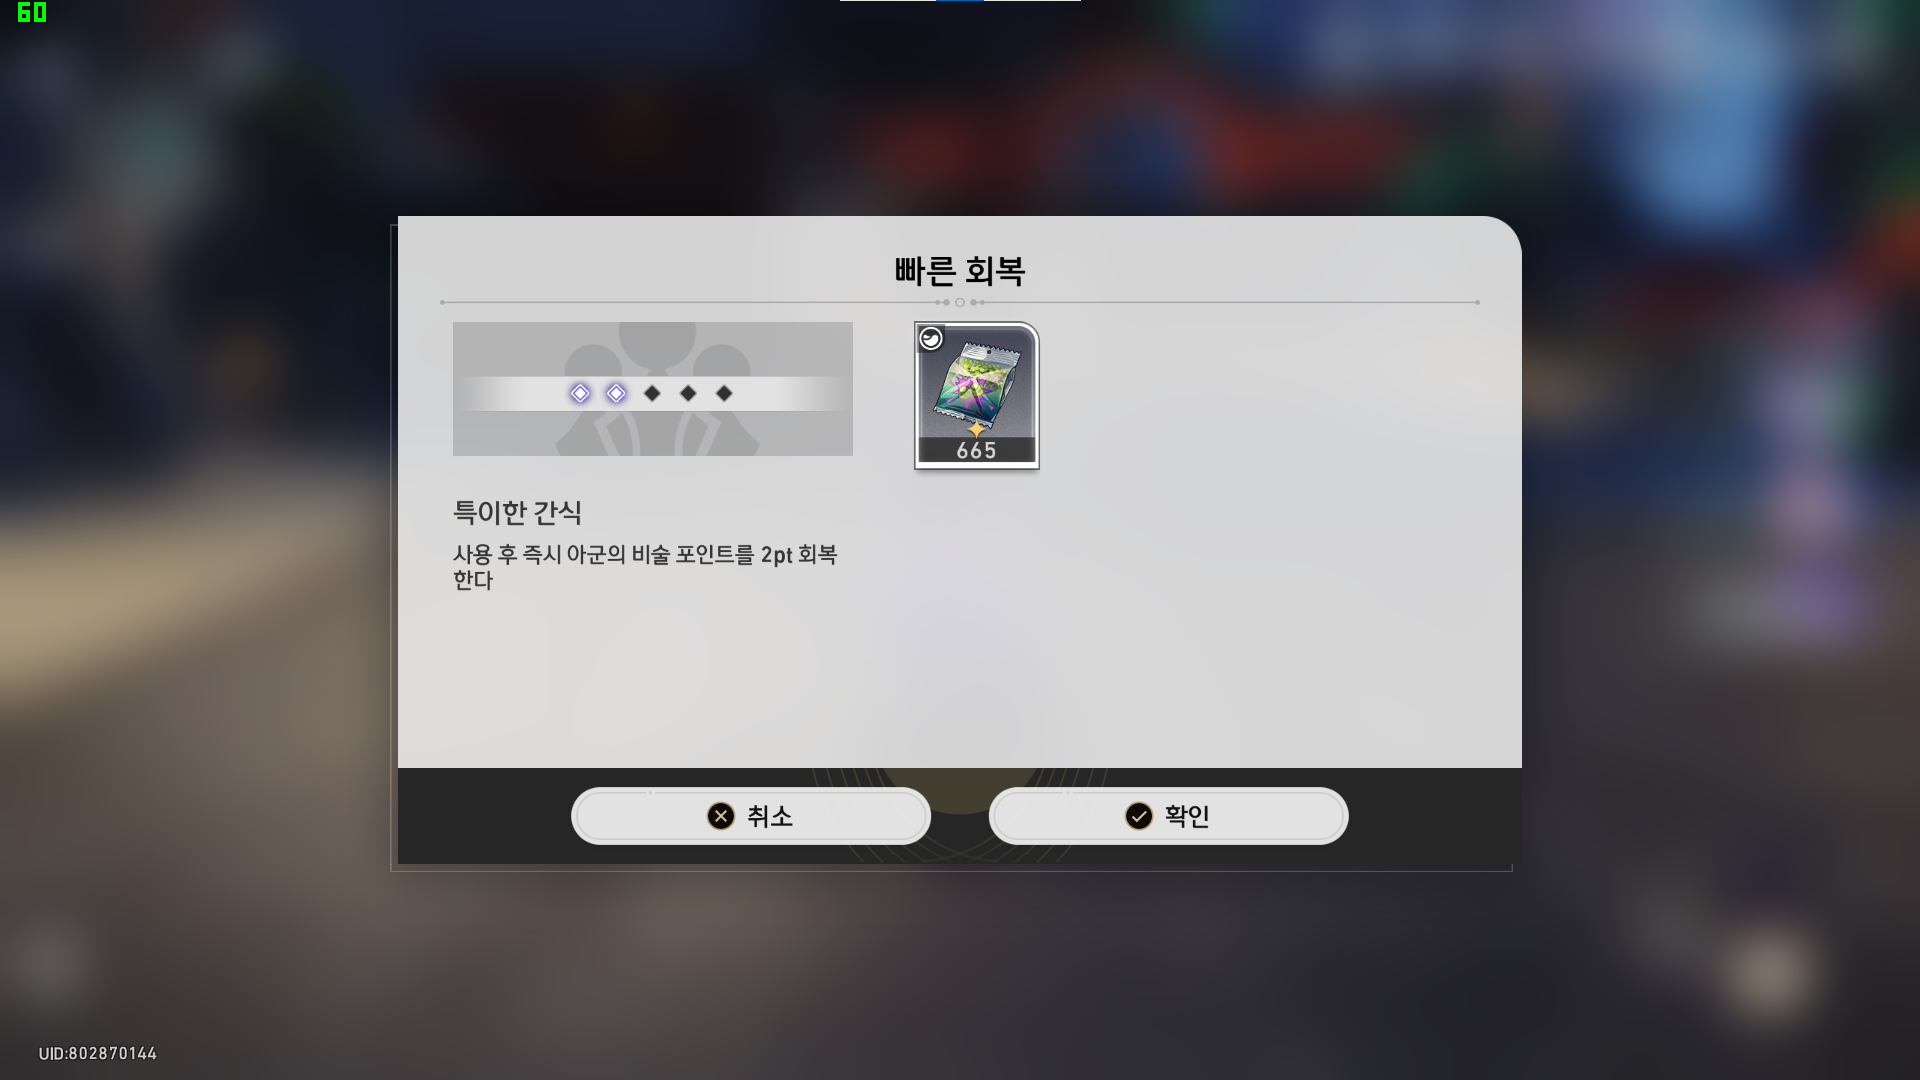 60
빠른 회복
665
특이한 간식
사용 후 즉시 아군의 비술 포인트를 2pt 회복
한다
취소
확인
UID:802870144